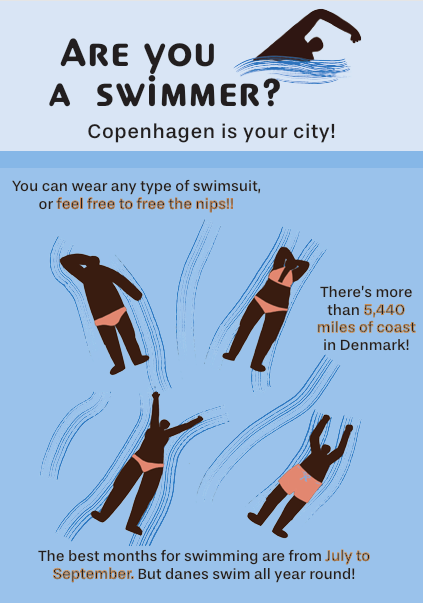 Are you
a swimmer?
Copenhagen is your city!
You can wear any type of swimsuit,
or feel free to free the nips!!
There's more
than 5,440
miles of coast
in Denmark!
The best months for swimming are from July to
September. But danes swim all year round!